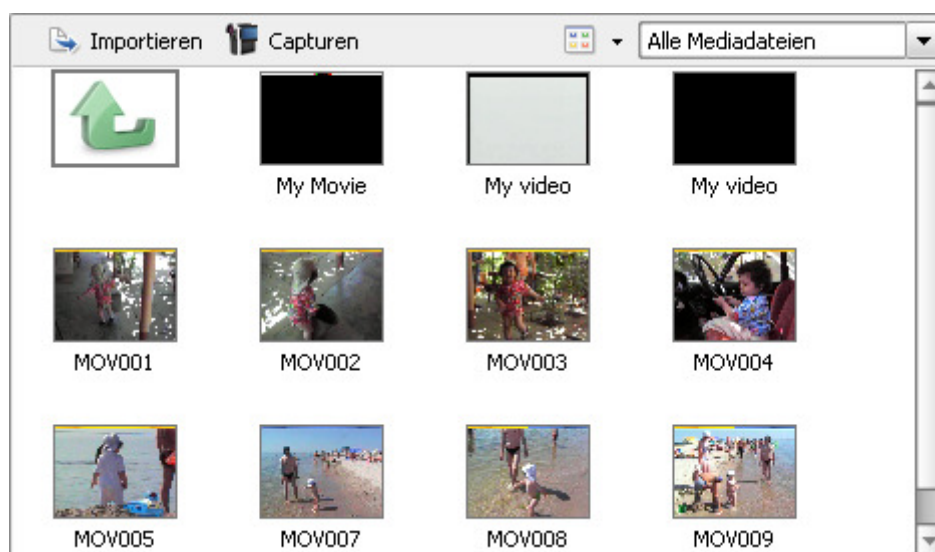 Importieren Capturen Alle Mediadateien
My Movie My video My video
MOV001 MOV002 MOV003 MOV004
MOV005 MOV007 MOV008 MOV009